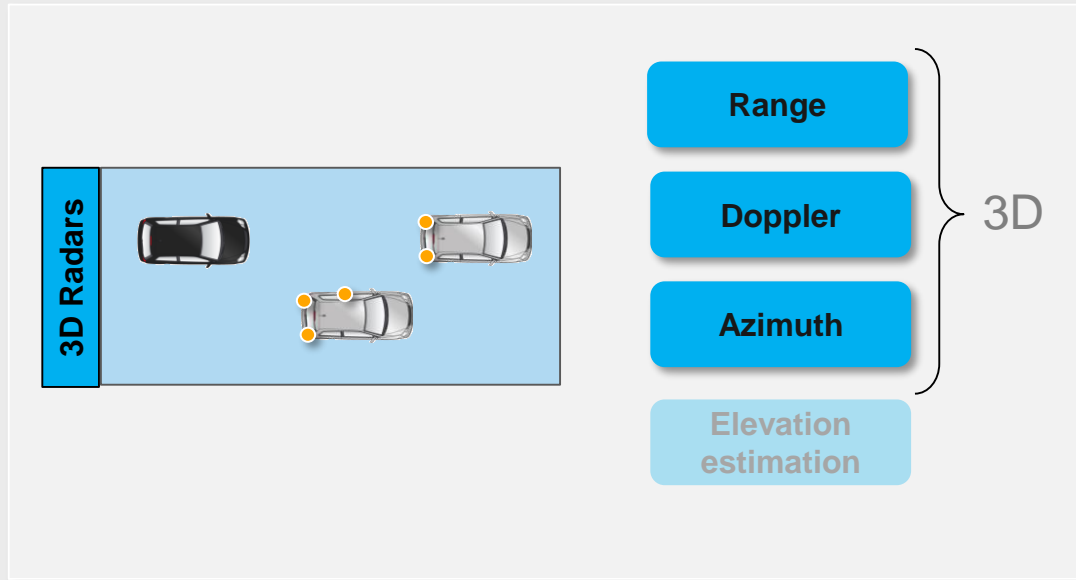 3D Radars
Range
Doppler
Azimuth
3D
Elevation
estimation